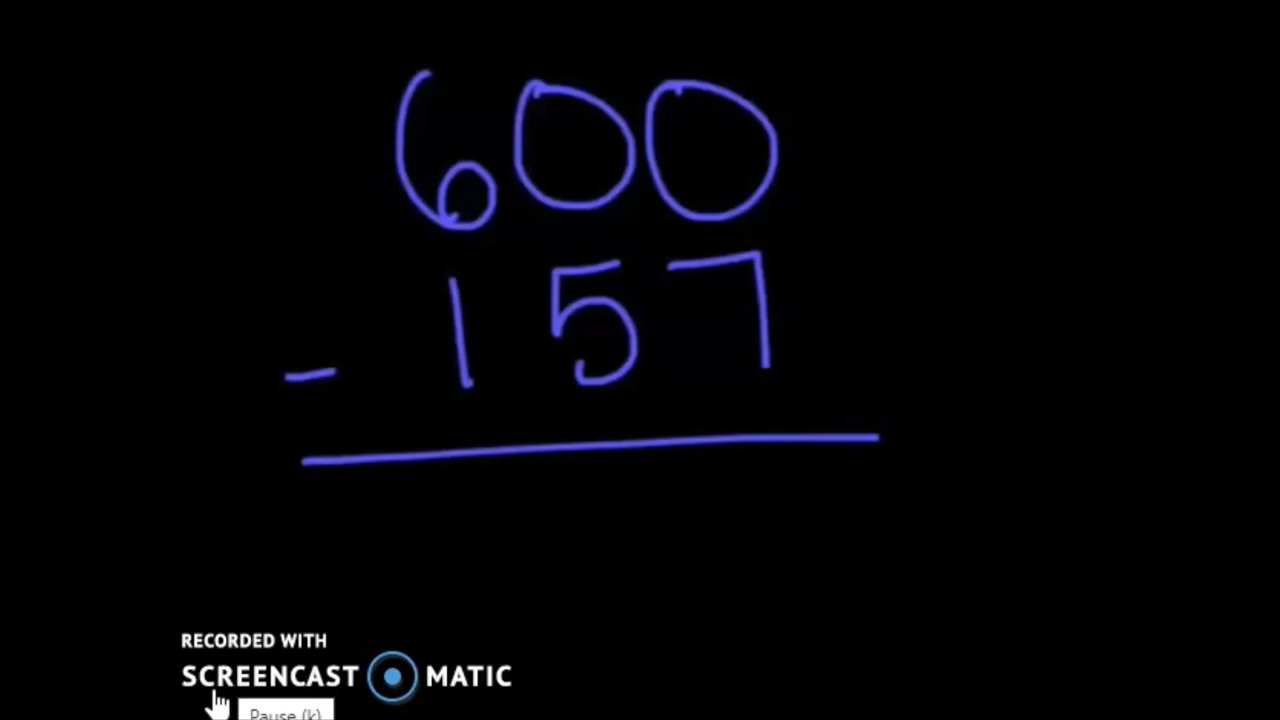 600
- 157
RECORDED WITH
SCREENCAST MATIC
Pause (k)